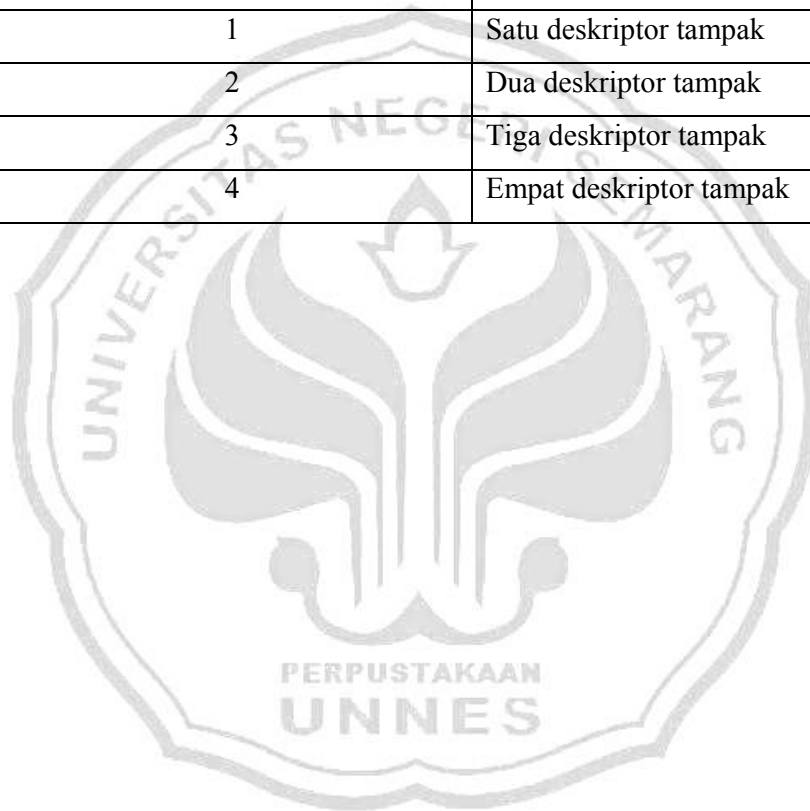 1 Satu deskriptor tampak
2 Dua deskriptor tampak
3 Tiga deskriptor tampak
4 Empat deskriptor tampak
UNIVERSITAS NEGERI SEMARANG
PERPUSTAKAAN
UNNES